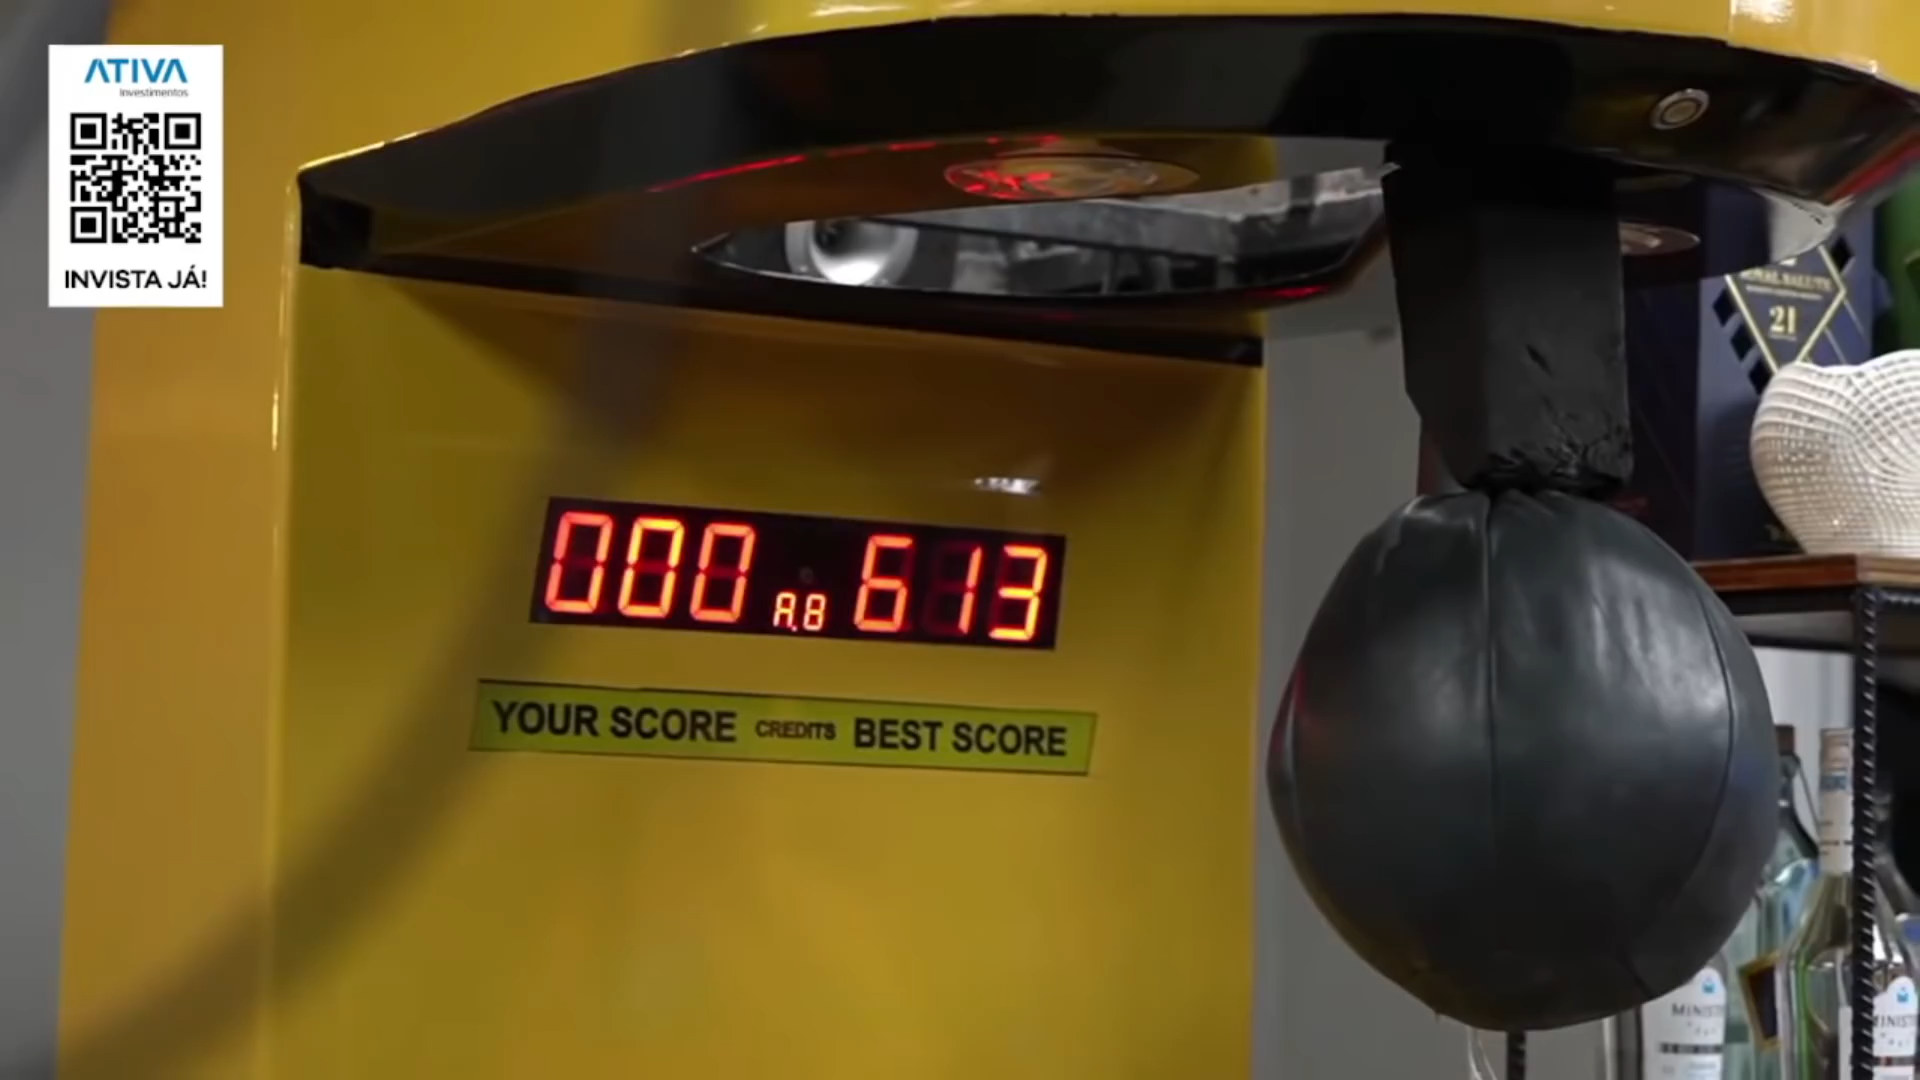 ATIVA
Investimentos
INVISTA JÁ!
21
000 A.8 613
YOUR SCORE CREDITS BEST SCORE